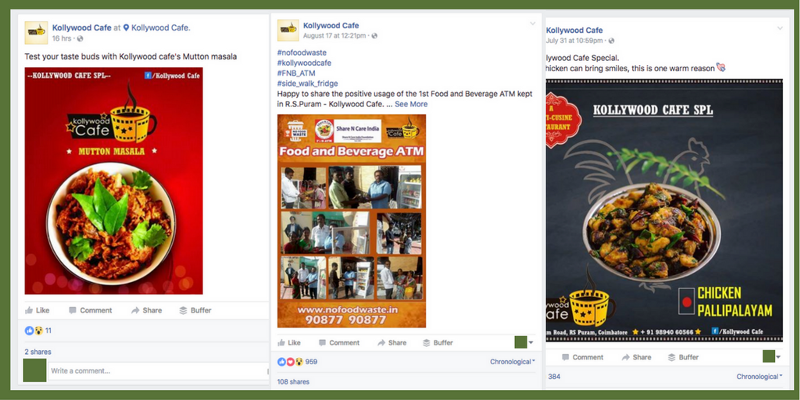 Kollywood Cafe at Kollywood Cafe.
16 hrs
Test your taste buds with Kollywood cafe's Mutton masala
--KOLLYWOOD CAFE SPL--
f/Kollywood Cafe
kollywood
Cafe
MUTTON MASALA
Like Comment Share Buffer
11
2 shares
Write a comment...
Kollywood Cafe
August 17 at 12:21pm
#nofoodwaste
#kollywoodcafe
#FNB_ATM
#side_walk_fridge
Happy to share the positive usage of the 1st Food and Beverage ATM kept
in R.S.Puram - Kollywood Cafe. ... See More
WASTE
Share N Care India
Food and Beverage ATM
www.nofoodwaste.in
90877 90877
Like Comment Share Buffer
959
Chronological
108 shares
Kollywood Cafe
July 31 at 10:59pm
lywood Cafe Special.
hicken can bring smiles, this is one warm reason
A
TI-CUSINE
AURANT
KOLLYWOOD CAFE SPL
wood
Cafe
CHICKEN
PALLIPALAYAM
m Road, RS Puram, Coimbatore + 91 98940 60566 f/Kollywood Cafe
Comment Share Buffer
384
Chronological